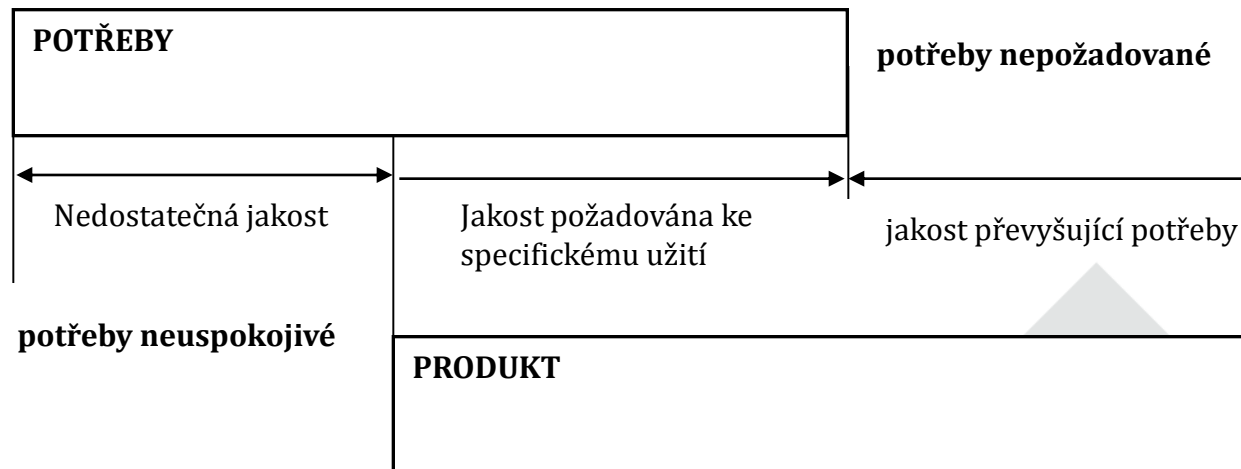 POTŘEBY
potřeby nepožadované
Nedostatečná jakost
Jakost požadována ke
specifickému užití
jakost převyšující potřeby
potřeby neuspokojivé
PRODUKT